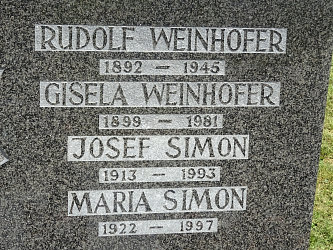 RUDOLF WEINHOFER
1892 — 1945
GISELA WEINHOFER
1899 — 1981
JOSEF SIMON
1913 — 1993
MARIA SIMON
1922 — 1997